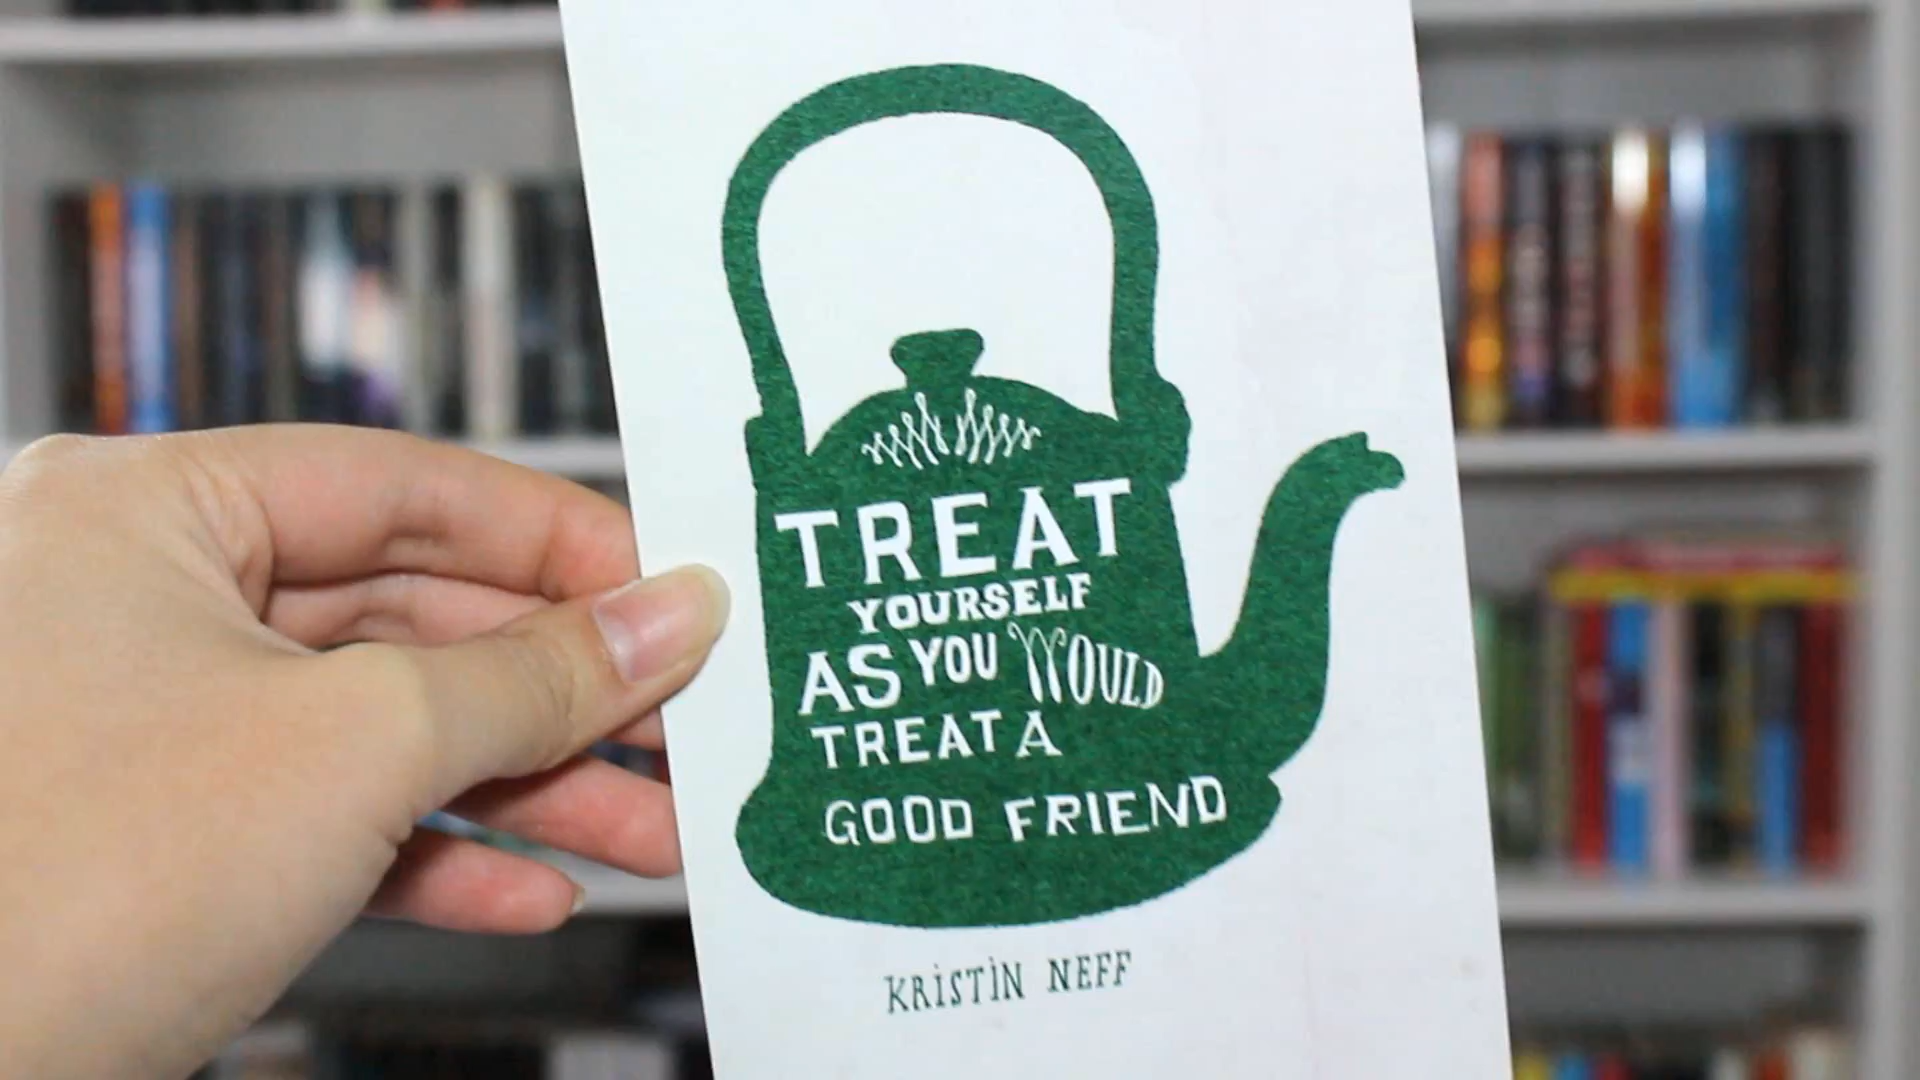 TREAT
YOURSELF
AS YOU WOULD
TREAT A
GOOD FRIEND
KRISTIN NEFF